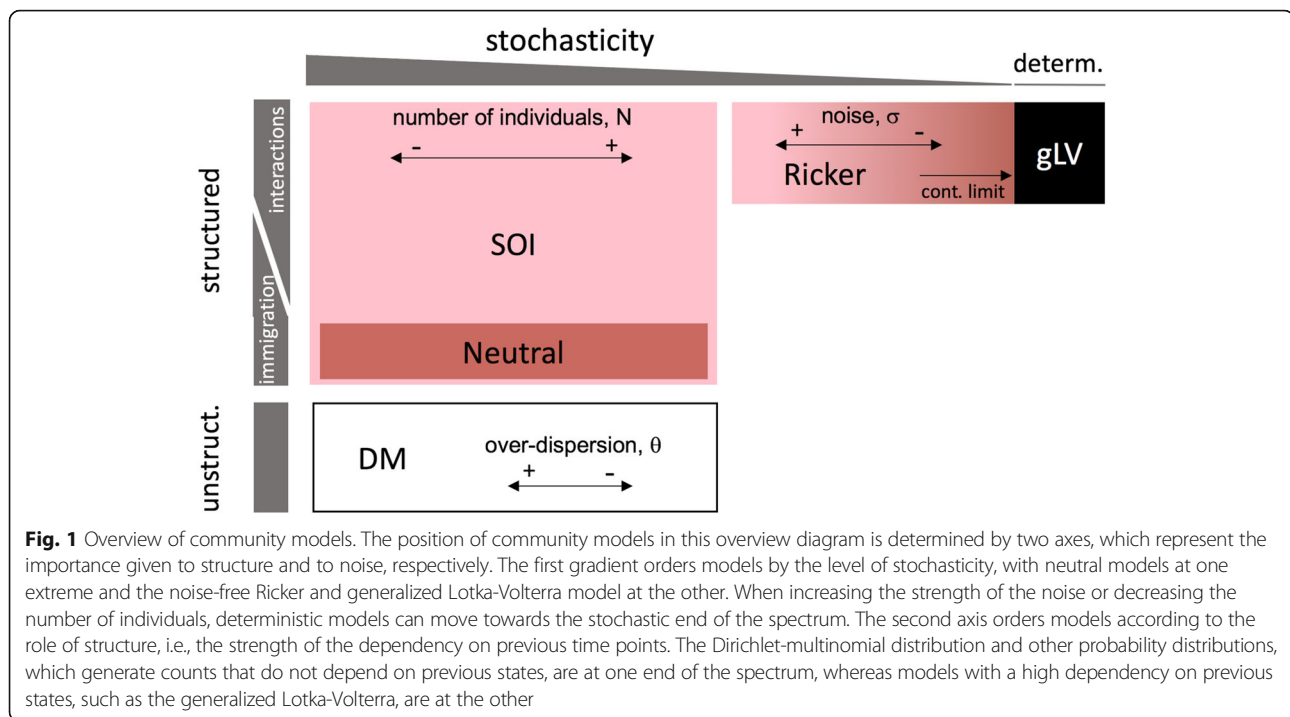 stochasticity
determ.
structured
interactions
immigration
number of individuals, N
- +
SOI
Neutral
noise, σ
+ -
Ricker
cont. limit
gLV
unstruct.
DM
over-dispersion, θ
+ -
Fig. 1 Overview of community models. The position of community models in this overview diagram is determined by two axes, which represent the
importance given to structure and to noise, respectively. The first gradient orders models by the level of stochasticity, with neutral models at one
extreme and the noise-free Ricker and generalized Lotka-Volterra model at the other. When increasing the strength of the noise or decreasing the
number of individuals, deterministic models can move towards the stochastic end of the spectrum. The second axis orders models according to the
role of structure, i.e., the strength of the dependency on previous time points. The Dirichlet-multinomial distribution and other probability distributions,
which generate counts that do not depend on previous states, are at one end of the spectrum, whereas models with a high dependency on previous
states, such as the generalized Lotka-Volterra, are at the other